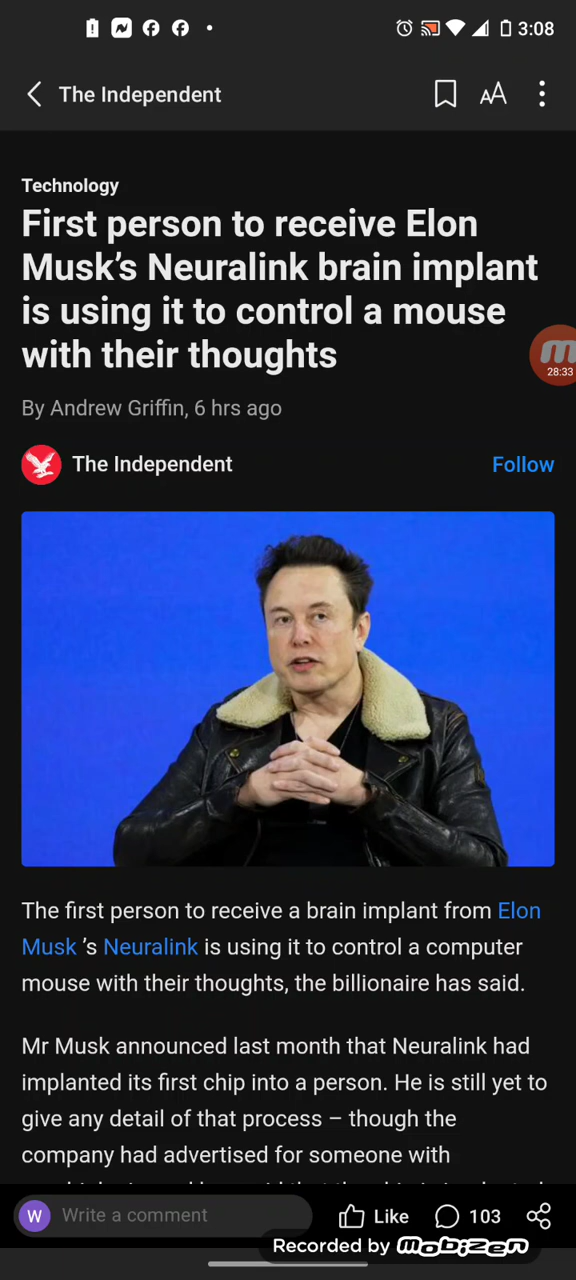 3:08
The Independent
AA
Technology
First person to receive Elon
Musk’s Neuralink brain implant
is using it to control a mouse
with their thoughts
28:33
By Andrew Griffin, 6 hrs ago
The Independent
Follow
The first person to receive a brain implant from Elon
Musk ’s Neuralink is using it to control a computer
mouse with their thoughts, the billionaire has said.
Mr Musk announced last month that Neuralink had
implanted its first chip into a person. He is still yet to
give any detail of that process – though the
company had advertised for someone with
W
Write a comment
Like
103
Recorded by mobizen